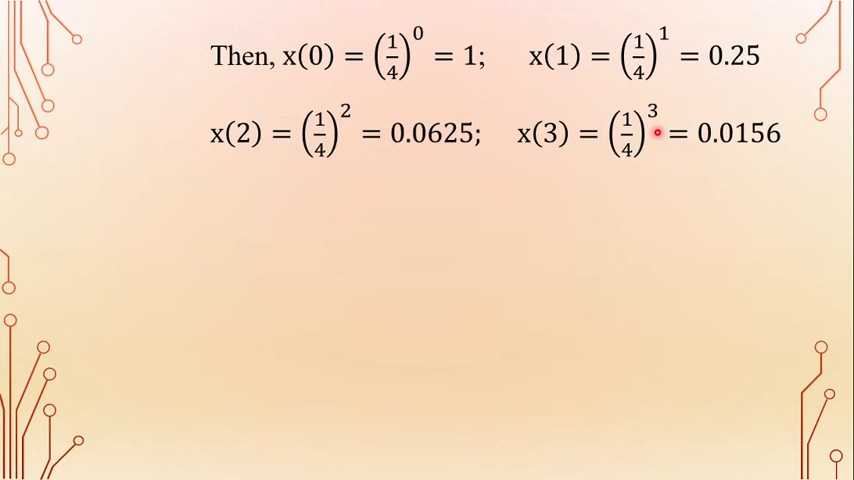 Then, x(0) = (1/4)^0 = 1; x(1) = (1/4)^1 = 0.25
x(2) = (1/4)^2 = 0.0625; x(3) = (1/4)^3 = 0.0156